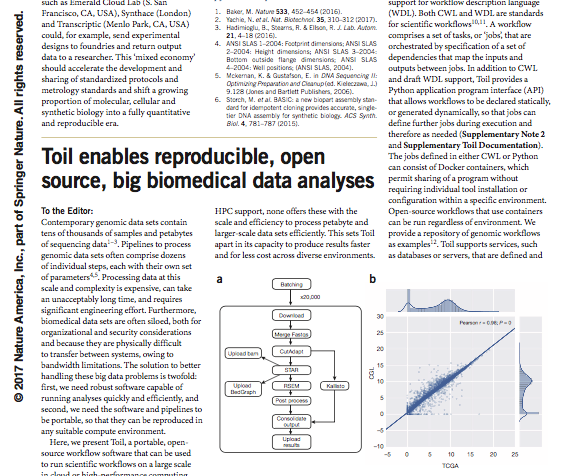 such as Emerald Cloud Lab (S. San
Francisco, CA, USA), Synthace (London)
and Transcriptic (Menlo Park, CA, USA)
could, for example, send experimental
designs to foundries and return output
data to a researcher. This 'mixed economy'
should accelerate the development and
sharing of standardized protocols and
metrology standards and shift a growing
proportion of molecular, cellular and
synthetic biology into a fully quantitative
and reproducible era.
1. Baker, M. Nature 533, 452–454 (2016).
2. Yachie, N. et al. Nat. Biotechnol. 35, 310–312 (2017).
3. Hadimioglu, B., Stearns, R. & Ellson, R. J. Lab. Autom.
21, 4–18 (2016).
4. ANSI SLAS 1–2004: Footprint dimensions; ANSI SLAS
2–2004: Height dimensions; ANSI SLAS 3–2004:
Bottom outside flange dimensions; ANSI SLAS
4–2004: Well positions; (ANSI SLAS, 2004).
5. Mckernan, K. & Gustafson, E. in DNA Sequencing II:
Optimizing Preparation and Cleanup (ed. Kieleczawa, J.)
9.128 (Jones and Bartlett Publishers, 2006).
6. Storch, M. et al. BASIC: a new biopart assembly stan-
dard for idempotent cloning provides accurate, single-
tier DNA assembly for synthetic biology. ACS Synth.
Biol. 4, 781–787 (2015).
Toil enables reproducible, open
source, big biomedical data analyses
To the Editor:
Contemporary genomic data sets contain
tens of thousands of samples and petabytes
of sequencing data1–3. Pipelines to process
genomic data sets often comprise dozens
of individual steps, each with their own set
of parameters4,5. Processing data at this
scale and complexity is expensive, can take
an unacceptably long time, and requires
significant engineering effort. Furthermore,
biomedical data sets are often siloed, both for
organizational and security considerations
and because they are physically difficult
to transfer between systems, owing to
bandwidth limitations. The solution to better
handling these big data problems is twofold:
first, we need robust software capable of
running analyses quickly and efficiently, and
second, we need the software and pipelines to
be portable, so that they can be reproduced in
any suitable compute environment.
Here, we present Toil, a portable, open-
source workflow software that can be used
to run scientific workflows on a large scale
in cloud or high-performance computing
HPC support, none offers these with the
scale and efficiency to process petabyte and
larger-scale data sets efficiently. This sets Toil
apart in its capacity to produce results faster
and for less cost across diverse environments.
support for workflow description language
(WDL). Both CWL and WDL are standards
for scientific workflows10,11. A workflow
comprises a set of tasks, or 'jobs', that are
orchestrated by specification of a set of
dependencies that map the inputs and
outputs between jobs. In addition to CWL
and draft WDL support, Toil provides a
Python application program interface (API)
that allows workflows to be declared statically,
or generated dynamically, so that jobs can
define further jobs during execution and
therefore as needed (Supplementary Note 2
and Supplementary Toil Documentation).
The jobs defined in either CWL or Python
can consist of Docker containers, which
permit sharing of a program without
requiring individual tool installation or
configuration within a specific environment.
Open-source workflows that use containers
can be run regardless of environment. We
provide a repository of genomic workflows
as examples12. Toil supports services, such
as databases or servers, that are defined and
a
Batching
x20,000
Download
Merge Fastqs
Upload bam
CutAdapt
STAR
Upload
BedGraph
RSEM
Kallisto
Post process
Consolidate
output
Upload
results
b
Pearson r = 0.98; P = 0
30
25
20
15
10
5
0
−5
−10
CGL
−5 0 5 10 15 20 25
TCGA
© 2017 Nature America, Inc., part of Springer Nature. All rights reserved.